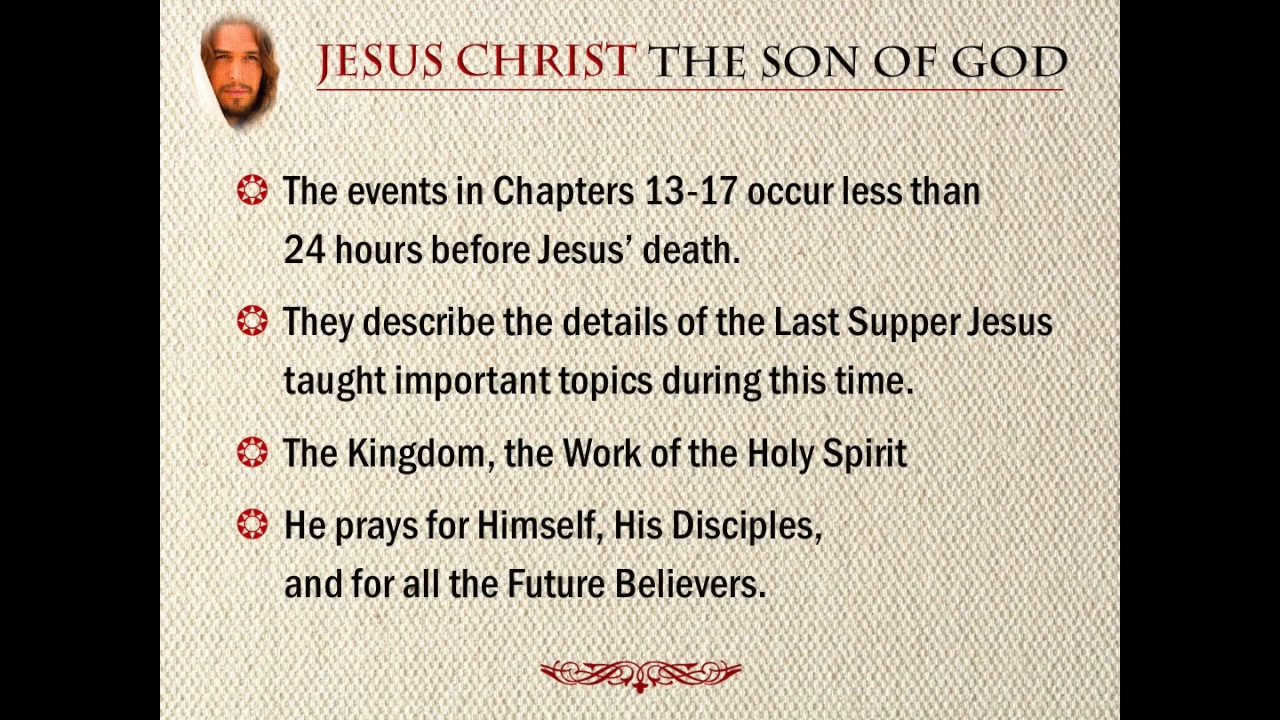 JESUS CHRIST THE SON OF GOD
The events in Chapters 13-17 occur less than
24 hours before Jesus’ death.
They describe the details of the Last Supper Jesus
taught important topics during this time.
The Kingdom, the Work of the Holy Spirit
He prays for Himself, His Disciples,
and for all the Future Believers.